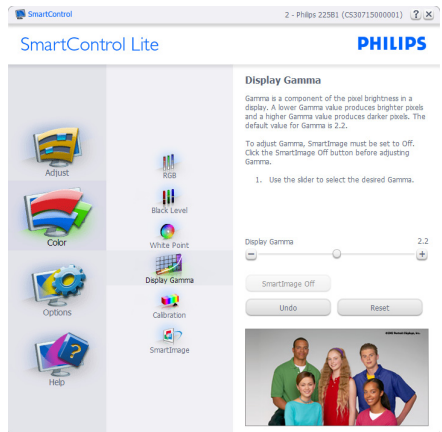 SmartControl
2 - Philips 225B1 (CS30715000001)
SmartControl Lite
PHILIPS
Adjust
Color
Options
Help
RGB
Black Level
White Point
Display Gamma
Calibration
SmartImage
Display Gamma
Gamma is a component of the pixel brightness in a
display. A lower Gamma value produces brighter pixels
and a higher Gamma value produces darker pixels. The
default value for Gamma is 2.2.
To adjust Gamma, SmartImage must be set to Off.
Click the SmartImage Off button before adjusting
Gamma.
1. Use the slider to select the desired Gamma.
Display Gamma
2.2
SmartImage Off
Undo
Reset